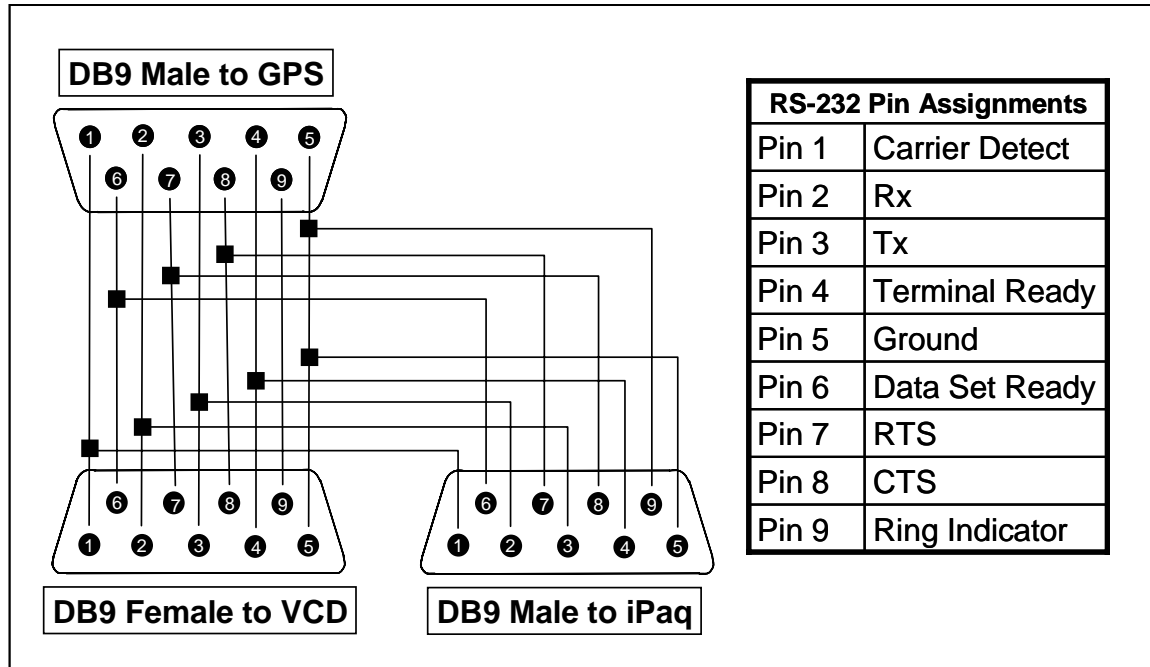 DB9 Male to GPS
1 2 3 4 5
6 7 8 9
6 7 8 9
1 2 3 4 5
DB9 Female to VCD
6 7 8 9
1 2 3 4 5
DB9 Male to iPaq
RS-232 Pin Assignments
Pin 1 Carrier Detect
Pin 2 Rx
Pin 3 Tx
Pin 4 Terminal Ready
Pin 5 Ground
Pin 6 Data Set Ready
Pin 7 RTS
Pin 8 CTS
Pin 9 Ring Indicator